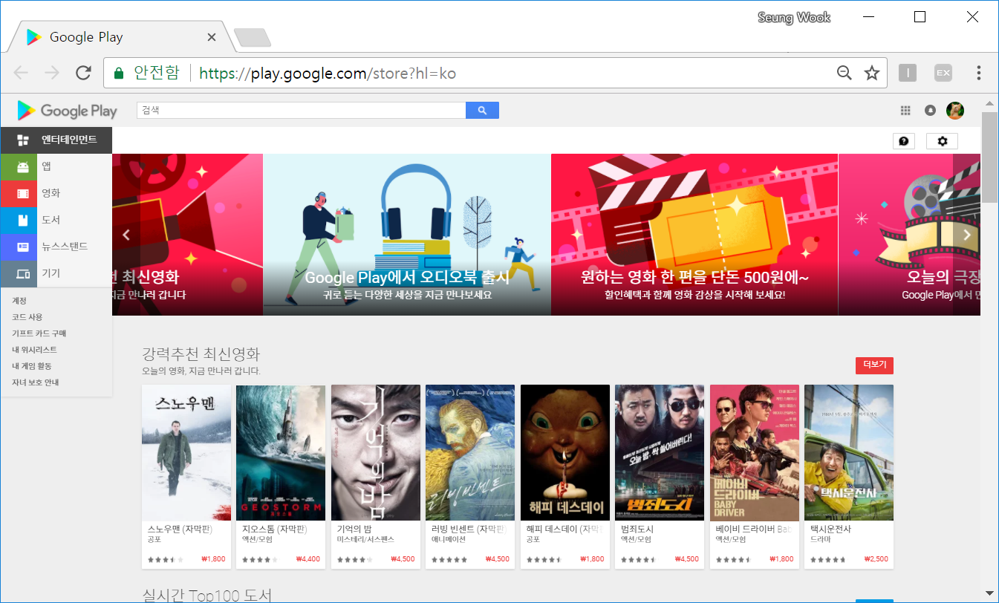 Seung Wook
Google Play
안전함
https://play.google.com/store?hl=ko
EX
Google Play
검색
엔터테인먼트
앱
영화
도서
뉴스스탠드
기기
계정
코드 사용
기프트 카드 구매
내 위시리스트
내 게임 활동
자녀 보호 안내
최신영화
지금 만나러 갑니다
Google Play에서 오디오북 출시
귀로 듣는 다양한 세상을 지금 만나보세요
원하는 영화 한 편을 단돈 500원에~
할인혜택과 함께 영화 감상을 시작해 보세요!
오늘의 극장
Google Play에서
강력추천 최신영화
오늘의 영화, 지금 만나러 갑니다.
더보기
스노우맨
GEOSTORM
지오스톰
기억의 밤
러빙 빈센트
해피 데스데이
오늘 밤, 싹 쓸어버린다!
범죄도시
베이비
드라이버
BABY
DRIVER
택시운전사
스노우맨 (자막판)
공포
₩1,800
지오스톰 (자막판)
액션/모험
₩4,400
기억의 밤
미스테리/서스펜스
₩4,500
러빙 빈센트 (자막판
애니메이션
₩4,500
해피 데스데이 (자막
공포
₩1,800
범죄도시
액션/모험
₩4,500
베이비 드라이버 Bab
액션/모험
₩1,800
택시운전사
드라마
₩2,500
실시간 Top100 도서